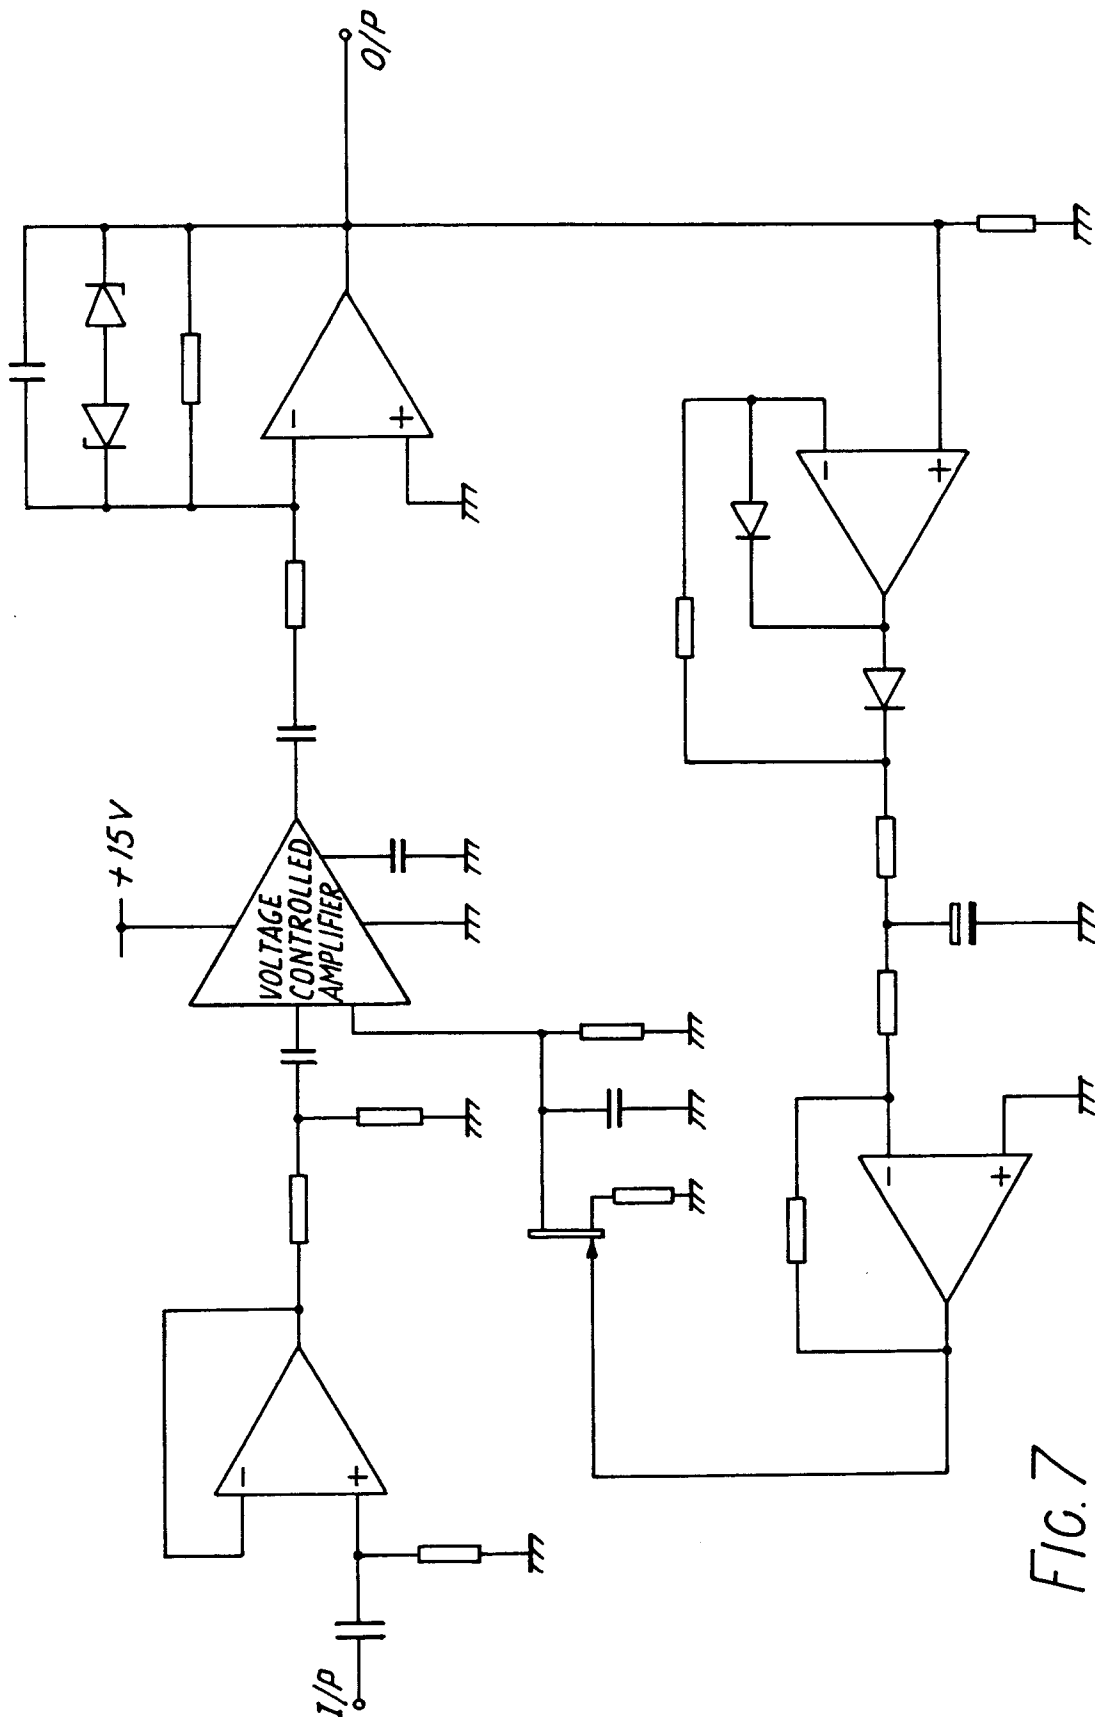 I/P
-
+
+15V
VOLTAGE
CONTROLLED
AMPLIFIER
-
+
O/P
-
+
-
+
FIG. 7